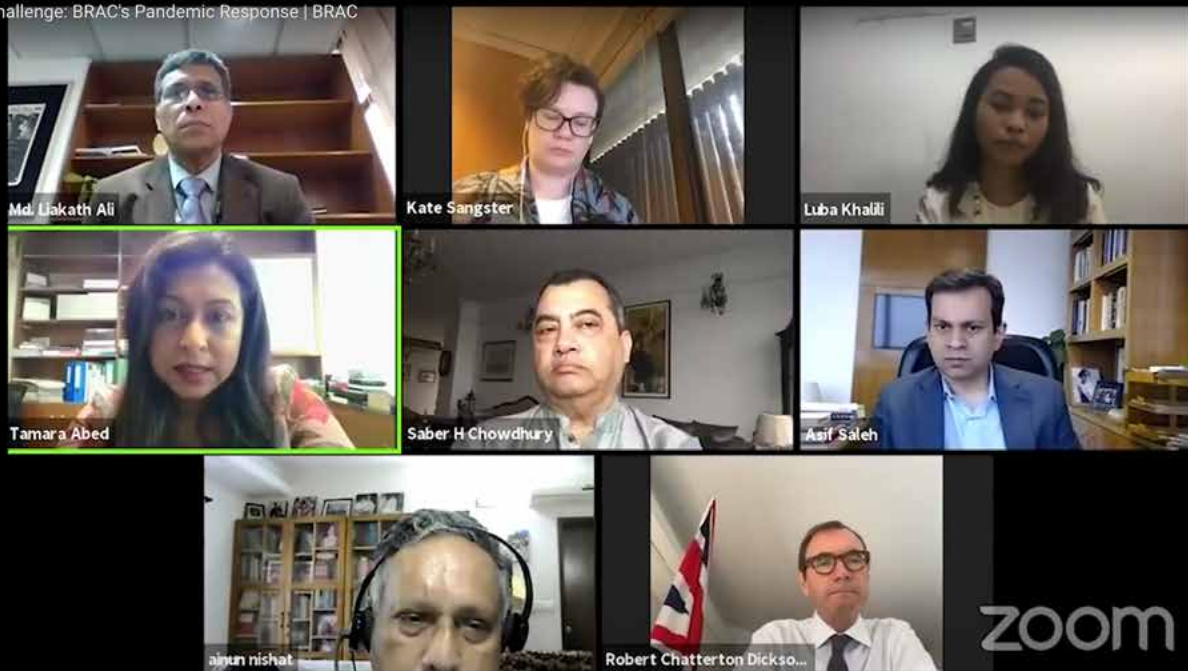 hallenge: BRAC's Pandemic Response | BRAC
Md. Liakath Ali
Kate Sangster
Luba Khalili
Tamara Abed
Saber H Chowdhury
Asif Saleh
ainun nishat
Robert Chatterton Dickso...
zoom